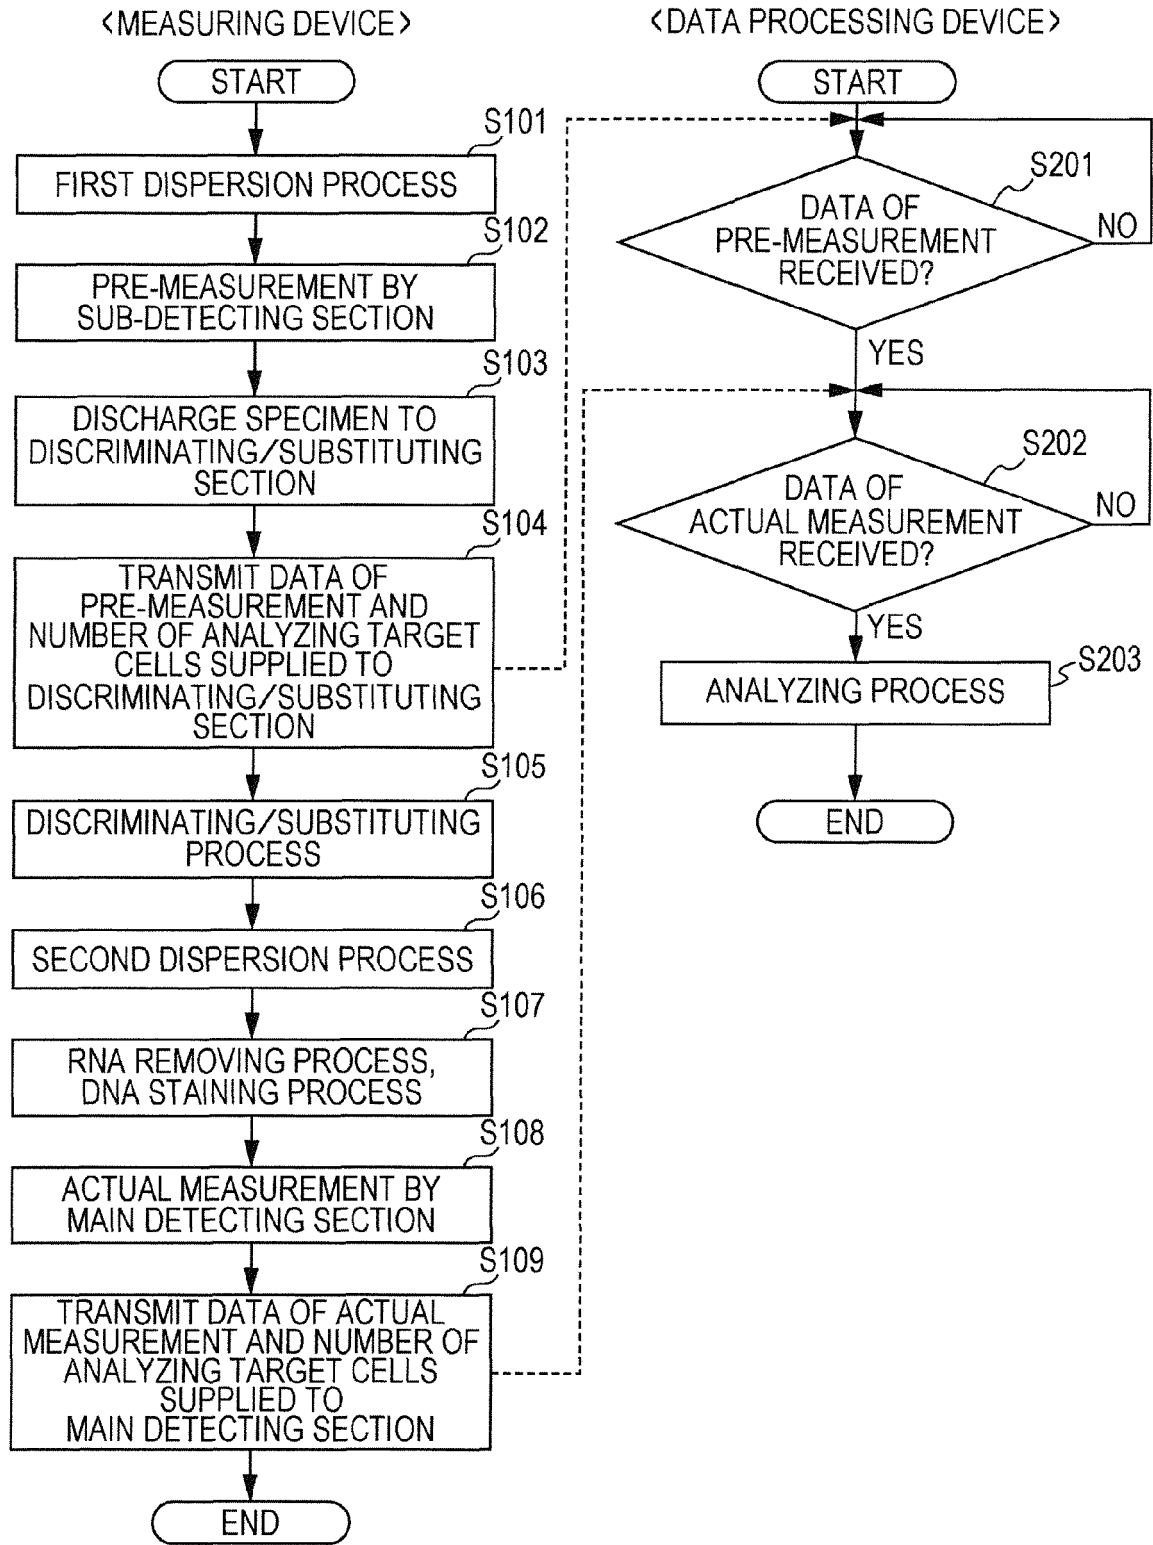 <MEASURING DEVICE>
START
S101
FIRST DISPERSION PROCESS
S102
PRE-MEASUREMENT BY
SUB-DETECTING SECTION
S103
DISCHARGE SPECIMEN TO
DISCRIMINATING/SUBSTITUTING
SECTION
S104
TRANSMIT DATA OF
PRE-MEASUREMENT AND
NUMBER OF ANALYZING TARGET
CELLS SUPPLIED TO
DISCRIMINATING/SUBSTITUTING
SECTION
S105
DISCRIMINATING/SUBSTITUTING
PROCESS
S106
SECOND DISPERSION PROCESS
S107
RNA REMOVING PROCESS,
DNA STAINING PROCESS
S108
ACTUAL MEASUREMENT BY
MAIN DETECTING SECTION
S109
TRANSMIT DATA OF ACTUAL
MEASUREMENT AND NUMBER OF
ANALYZING TARGET CELLS
SUPPLIED TO
MAIN DETECTING SECTION
END
<DATA PROCESSING DEVICE>
START
S201
DATA OF
PRE-MEASUREMENT
RECEIVED?
NO
YES
S202
DATA OF
ACTUAL MEASUREMENT
RECEIVED?
NO
YES
S203
ANALYZING PROCESS
END